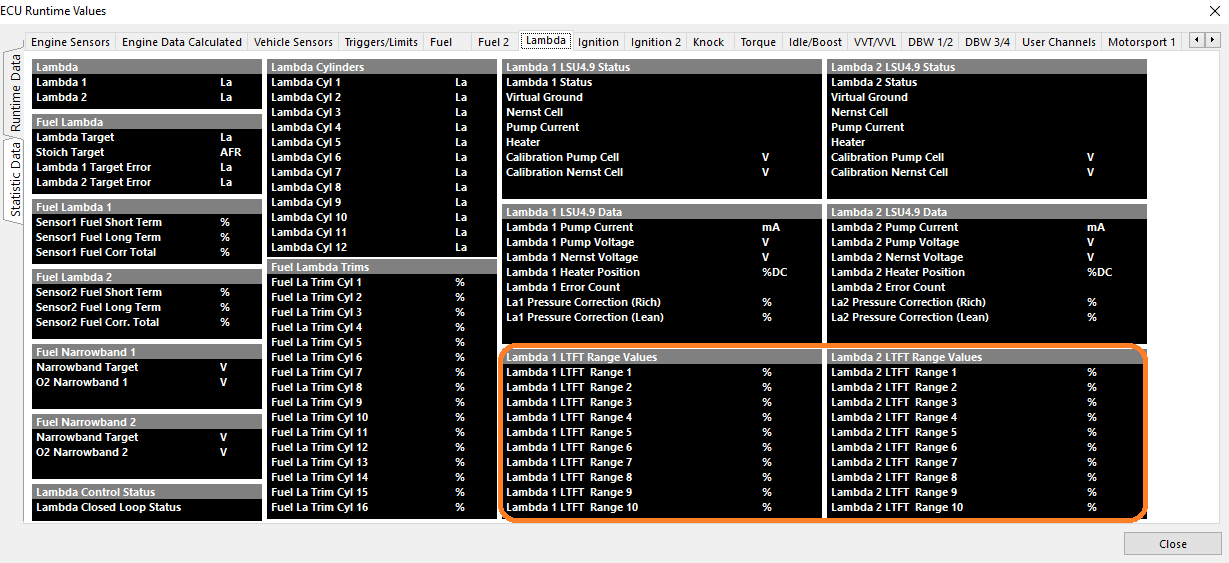 ECU Runtime Values
Engine Sensors Engine Data Calculated Vehicle Sensors Triggers/Limits Fuel Fuel 2 Lambda Ignition Ignition 2 Knock Torque Idle/Boost VVT/VVL DBW 1/2 DBW 3/4 User Channels Motorsport 1
Runtime Data
Statistic Data
Lambda
Lambda 1 La
Lambda 2 La
Fuel Lambda
Lambda Target La
Stoich Target AFR
Lambda 1 Target Error La
Lambda 2 Target Error La
Fuel Lambda 1
Sensor1 Fuel Short Term %
Sensor1 Fuel Long Term %
Sensor1 Fuel Corr Total %
Fuel Lambda 2
Sensor2 Fuel Short Term %
Sensor2 Fuel Long Term %
Sensor2 Fuel Corr. Total %
Fuel Narrowband 1
Narrowband Target V
O2 Narrowband 1 V
Fuel Narrowband 2
Narrowband Target V
O2 Narrowband 2 V
Lambda Control Status
Lambda Closed Loop Status
Lambda Cylinders
Lambda Cyl 1 La
Lambda Cyl 2 La
Lambda Cyl 3 La
Lambda Cyl 4 La
Lambda Cyl 5 La
Lambda Cyl 6 La
Lambda Cyl 7 La
Lambda Cyl 8 La
Lambda Cyl 9 La
Lambda Cyl 10 La
Lambda Cyl 11 La
Lambda Cyl 12 La
Fuel Lambda Trims
Fuel La Trim Cyl 1 %
Fuel La Trim Cyl 2 %
Fuel La Trim Cyl 3 %
Fuel La Trim Cyl 4 %
Fuel La Trim Cyl 5 %
Fuel La Trim Cyl 6 %
Fuel La Trim Cyl 7 %
Fuel La Trim Cyl 8 %
Fuel La Trim Cyl 9 %
Fuel La Trim Cyl 10 %
Fuel La Trim Cyl 11 %
Fuel La Trim Cyl 12 %
Fuel La Trim Cyl 13 %
Fuel La Trim Cyl 14 %
Fuel La Trim Cyl 15 %
Fuel La Trim Cyl 16 %
Lambda 1 LSU4.9 Status
Lambda 1 Status
Virtual Ground
Nernst Cell
Pump Current
Heater
Calibration Pump Cell V
Calibration Nernst Cell V
Lambda 1 LSU4.9 Data
Lambda 1 Pump Current mA
Lambda 1 Pump Voltage V
Lambda 1 Nernst Voltage V
Lambda 1 Heater Position %DC
Lambda 1 Error Count
La1 Pressure Correction (Rich) %
La1 Pressure Correction (Lean) %
Lambda 1 LTFT Range Values
Lambda 1 LTFT Range 1 %
Lambda 1 LTFT Range 2 %
Lambda 1 LTFT Range 3 %
Lambda 1 LTFT Range 4 %
Lambda 1 LTFT Range 5 %
Lambda 1 LTFT Range 6 %
Lambda 1 LTFT Range 7 %
Lambda 1 LTFT Range 8 %
Lambda 1 LTFT Range 9 %
Lambda 1 LTFT Range 10 %
Lambda 2 LSU4.9 Status
Lambda 2 Status
Virtual Ground
Nernst Cell
Pump Current
Heater
Calibration Pump Cell V
Calibration Nernst Cell V
Lambda 2 LSU4.9 Data
Lambda 2 Pump Current mA
Lambda 2 Pump Voltage V
Lambda 2 Nernst Voltage V
Lambda 2 Heater Position %DC
Lambda 2 Error Count
La2 Pressure Correction (Rich) %
La2 Pressure Correction (Lean) %
Lambda 2 LTFT Range Values
Lambda 2 LTFT Range 1 %
Lambda 2 LTFT Range 2 %
Lambda 2 LTFT Range 3 %
Lambda 2 LTFT Range 4 %
Lambda 2 LTFT Range 5 %
Lambda 2 LTFT Range 6 %
Lambda 2 LTFT Range 7 %
Lambda 2 LTFT Range 8 %
Lambda 2 LTFT Range 9 %
Lambda 2 LTFT Range 10 %
Close